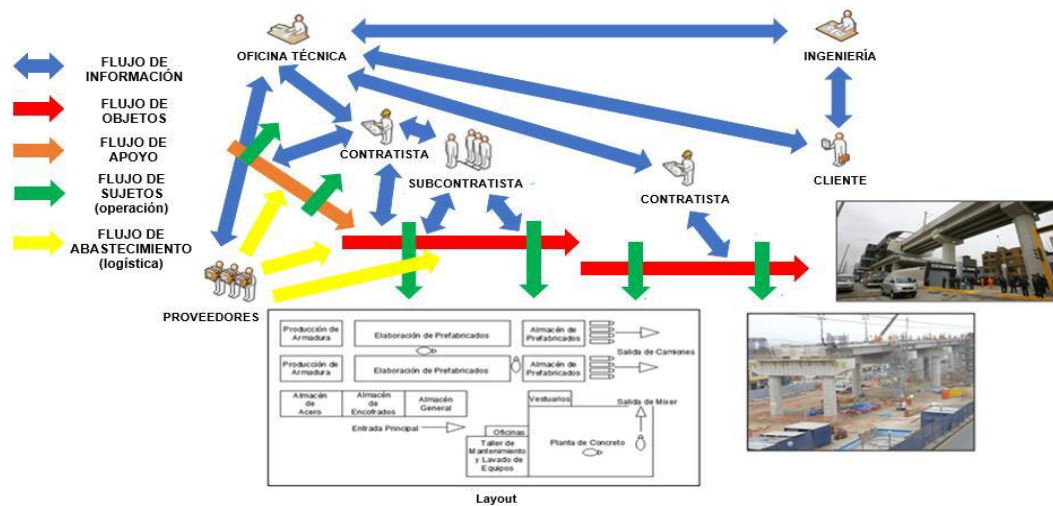 OFICINA TÉCNICA
INGENIERÍA
FLUJO DE
INFORMACIÓN
FLUJO DE
OBJETOS
FLUJO DE
APOYO
FLUJO DE
SUJETOS
(operación)
FLUJO DE
ABASTECIMIENTO
(logística)
CONTRATISTA
SUBCONTRATISTA
CONTRATISTA
CLIENTE
PROVEEDORES
Producción de
Armadura
Elaboración de Prefabricados
Almacén de
Prefabricados
Salida de Camiones
Producción de
Armadura
Elaboración de Prefabricados
Almacén de
Prefabricados
Almacén
de
Acero
Almacén
de
Encofrados
Almacén
General
Vestuarios
Salida de Mixer
Entrada Principal
Oficinas
Taller de
Mantenimiento
y Lavado de
Equipos
Planta de Concreto
Layout